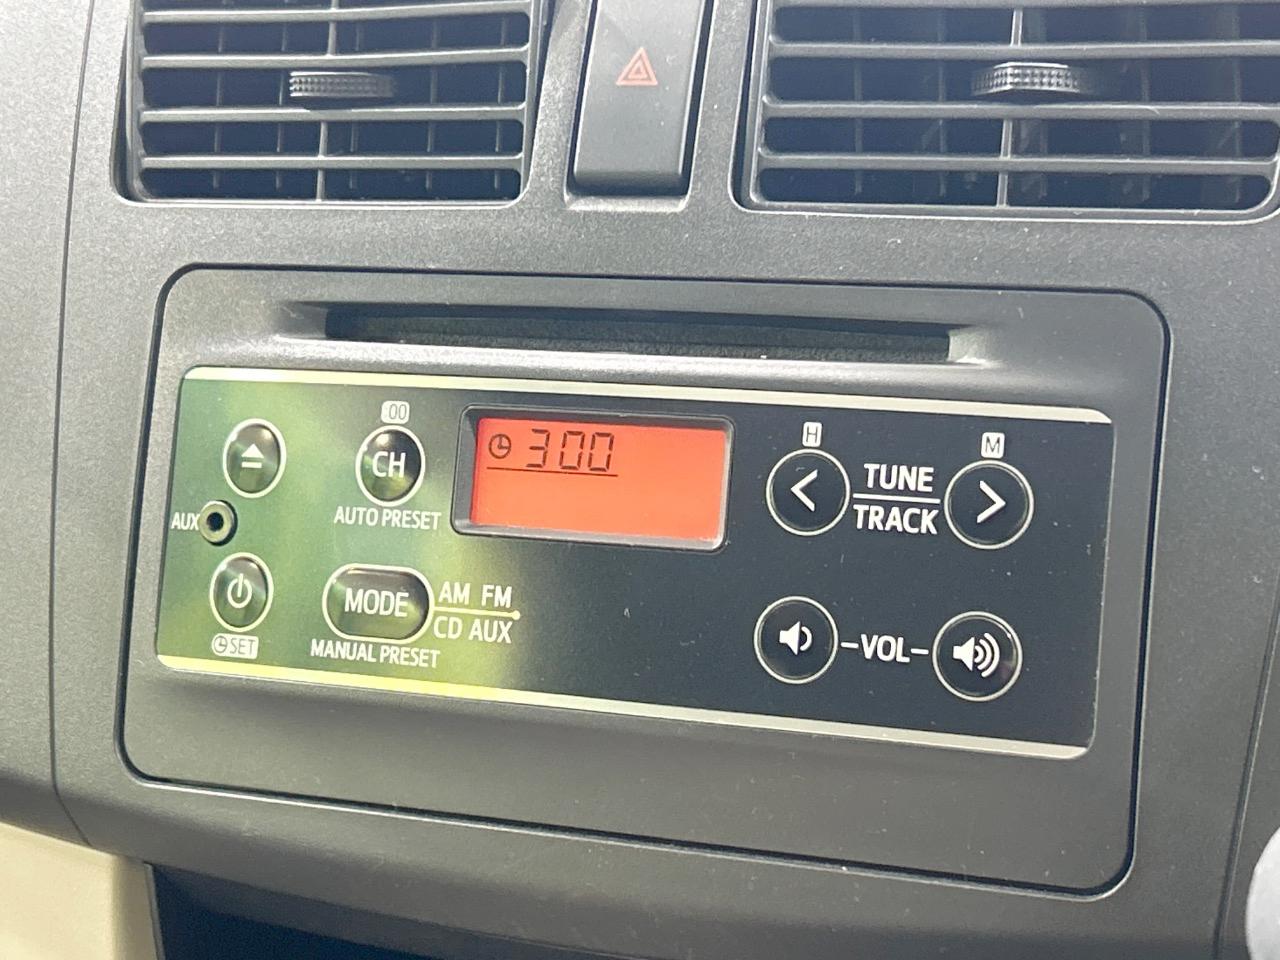 :00
CH
AUTO PRESET
AUX
SET
MODE
AM FM
CD AUX
MANUAL PRESET
300
H
M
TUNE
TRACK
-VOL-